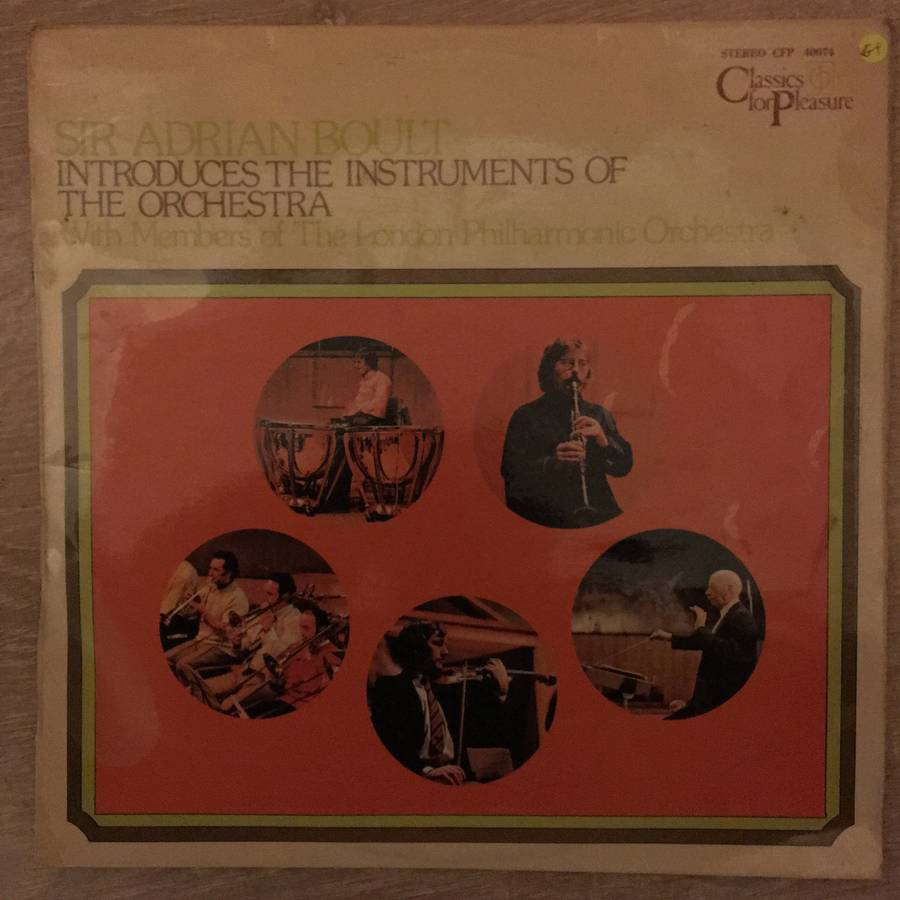 STEREO CFP 40074
G+
Classics
for Pleasure
SIR ADRIAN BOULT
INTRODUCES THE INSTRUMENTS OF
THE ORCHESTRA
With Members of The London Philharmonic Orchestra